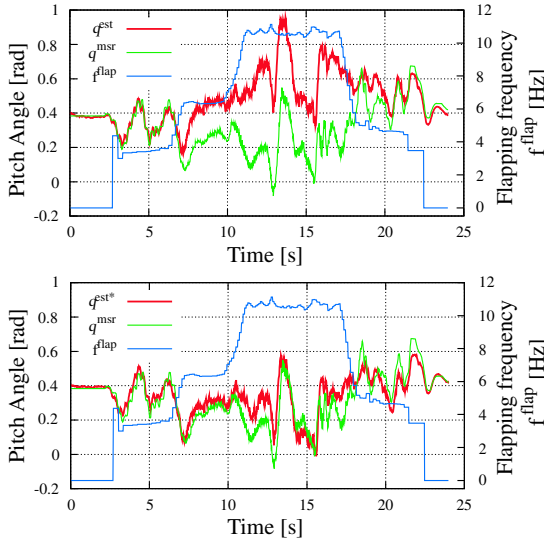 1
0.8
0.6
0.4
0.2
0
-0.2
Pitch Angle [rad]
q^est
q^msr
f^flap
12
10
8
6
4
2
0
Flapping frequency
f^flap [Hz]
0 5 10 15 20 25
Time [s]
1
0.8
0.6
0.4
0.2
0
-0.2
Pitch Angle [rad]
q^est*
q^msr
f^flap
12
10
8
6
4
2
0
Flapping frequency
f^flap [Hz]
0 5 10 15 20 25
Time [s]